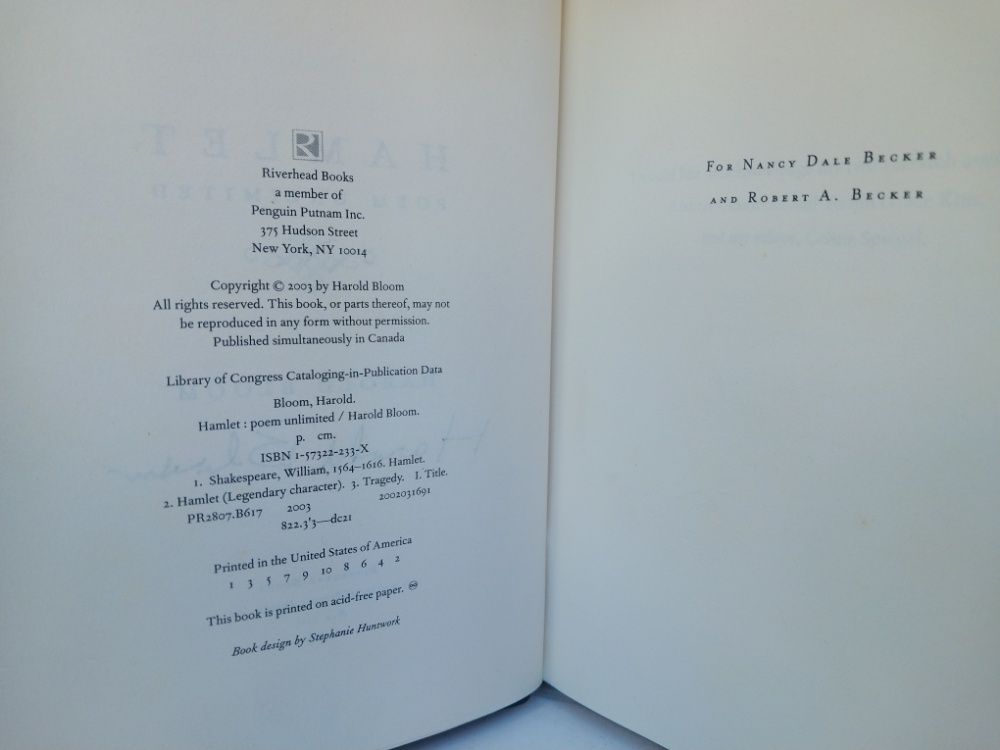 R
Riverhead Books
a member of
Penguin Putnam Inc.
375 Hudson Street
New York, NY 10014
Copyright © 2003 by Harold Bloom
All rights reserved. This book, or parts thereof, may not
be reproduced in any form without permission.
Published simultaneously in Canada
Library of Congress Cataloging-in-Publication Data
Bloom, Harold.
Hamlet : poem unlimited / Harold Bloom.
p. cm.
ISBN 1-57322-233-X
1. Shakespeare, William, 1564–1616. Hamlet.
2. Hamlet (Legendary character). 3. Tragedy. I. Title.
PR2807.B617 2003 2002031691
822.3'3—dc21
Printed in the United States of America
1 3 5 7 9 10 8 6 4 2
This book is printed on acid-free paper. ♾
Book design by Stephanie Huntwork
For Nancy Dale Becker
and Robert A. Becker